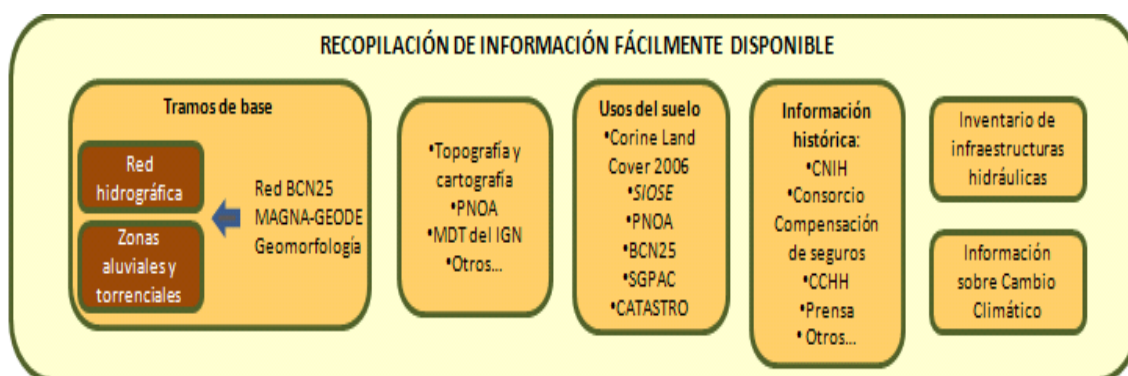 RECOPILACIÓN DE INFORMACIÓN FÁCILMENTE DISPONIBLE
Tramos de base
Red
hidrográfica
Zonas
aluviales y
torrenciales
Red BCN25
MAGNA-GEODE
Geomorfología
•Topografía y
cartografía
•PNOA
•MDT del IGN
•Otros...
Usos del suelo
•Corine Land
Cover 2006
•SIOSE
•PNOA
•BCN25
•SGPAC
•CATASTRO
Información
histórica:
•CNIH
•Consorcio
Compensación
de seguros
•CCHH
•Prensa
• Otros...
Inventario de
infraestructuras
hidráulicas
Información
sobre Cambio
Climático